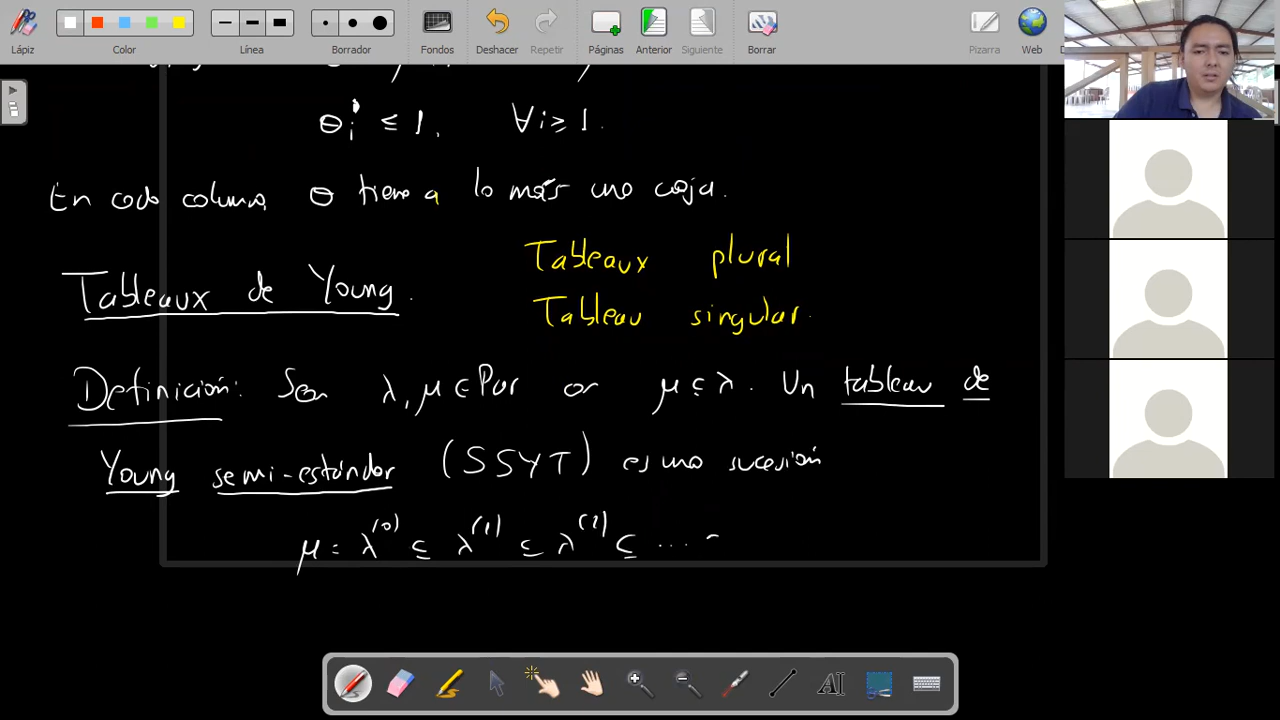 Lápiz Color Línea Borrador Fondos Deshacer Repetir Páginas Anterior Siguiente Borrar Pizarra Web
θi' ≤ 1, ∀ i ≥ 1.
En cada columna θ tiene a lo más una caja.
Tableaux plural
Tableaux de Young.
Tableau singular.
Definición: Sean λ, μ ∈ Par con μ ⊆ λ. Un tableau de
Young semi-estándar (SSYT) es una sucesión
μ = λ^(0) ⊆ λ^(1) ⊆ λ^(2) ⊆ ....
AI